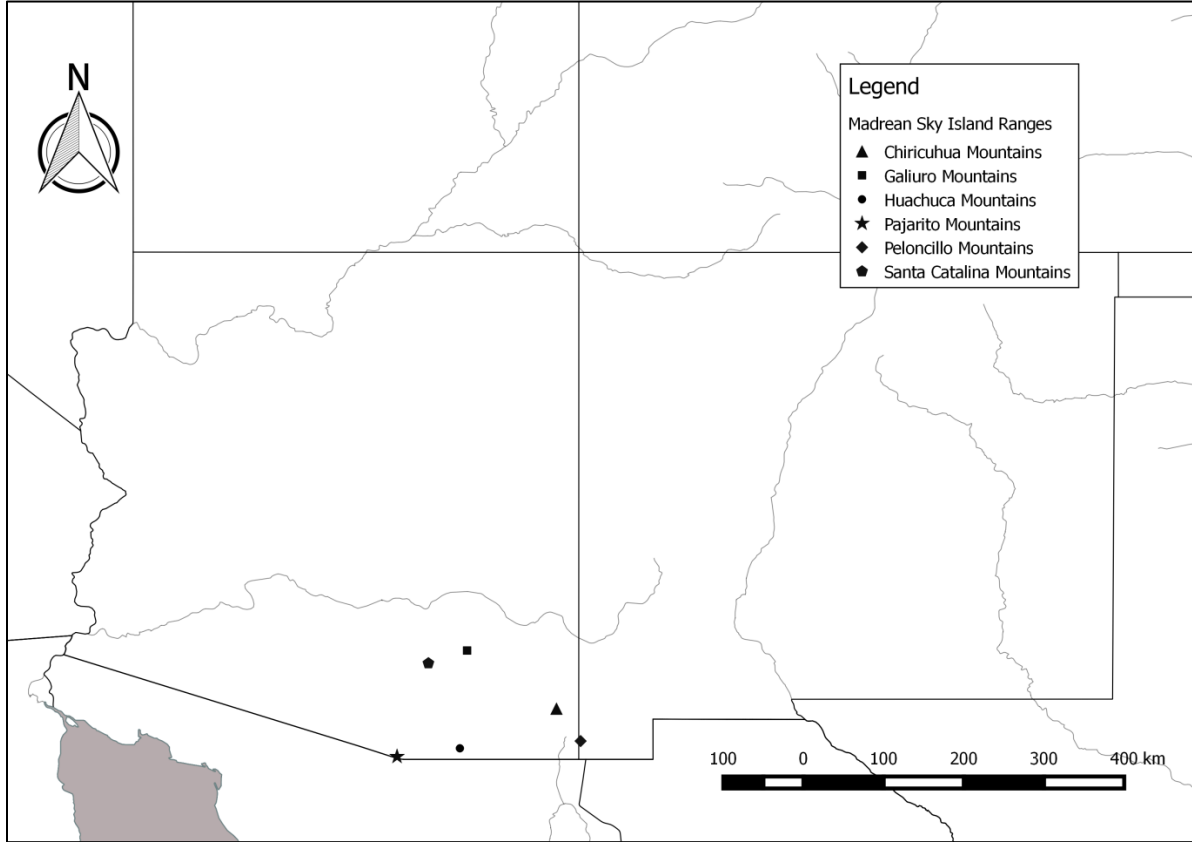 N
Legend
Madrean Sky Island Ranges
Chiricuhua Mountains
Galiuro Mountains
Huachuca Mountains
Pajarito Mountains
Peloncillo Mountains
Santa Catalina Mountains
100 0 100 200 300 400 km